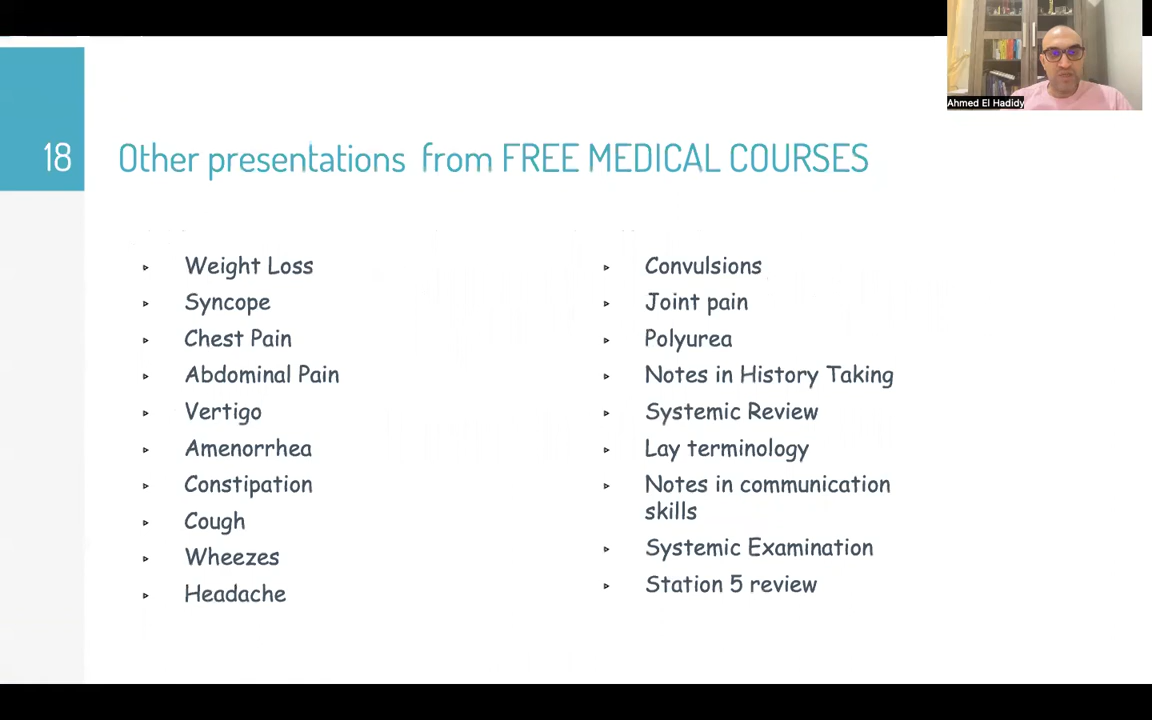 Ahmed El Hadidy
18
Other presentations from FREE MEDICAL COURSES
Weight Loss
Syncope
Chest Pain
Abdominal Pain
Vertigo
Amenorrhea
Constipation
Cough
Wheezes
Headache
Convulsions
Joint pain
Polyurea
Notes in History Taking
Systemic Review
Lay terminology
Notes in communication
skills
Systemic Examination
Station 5 review